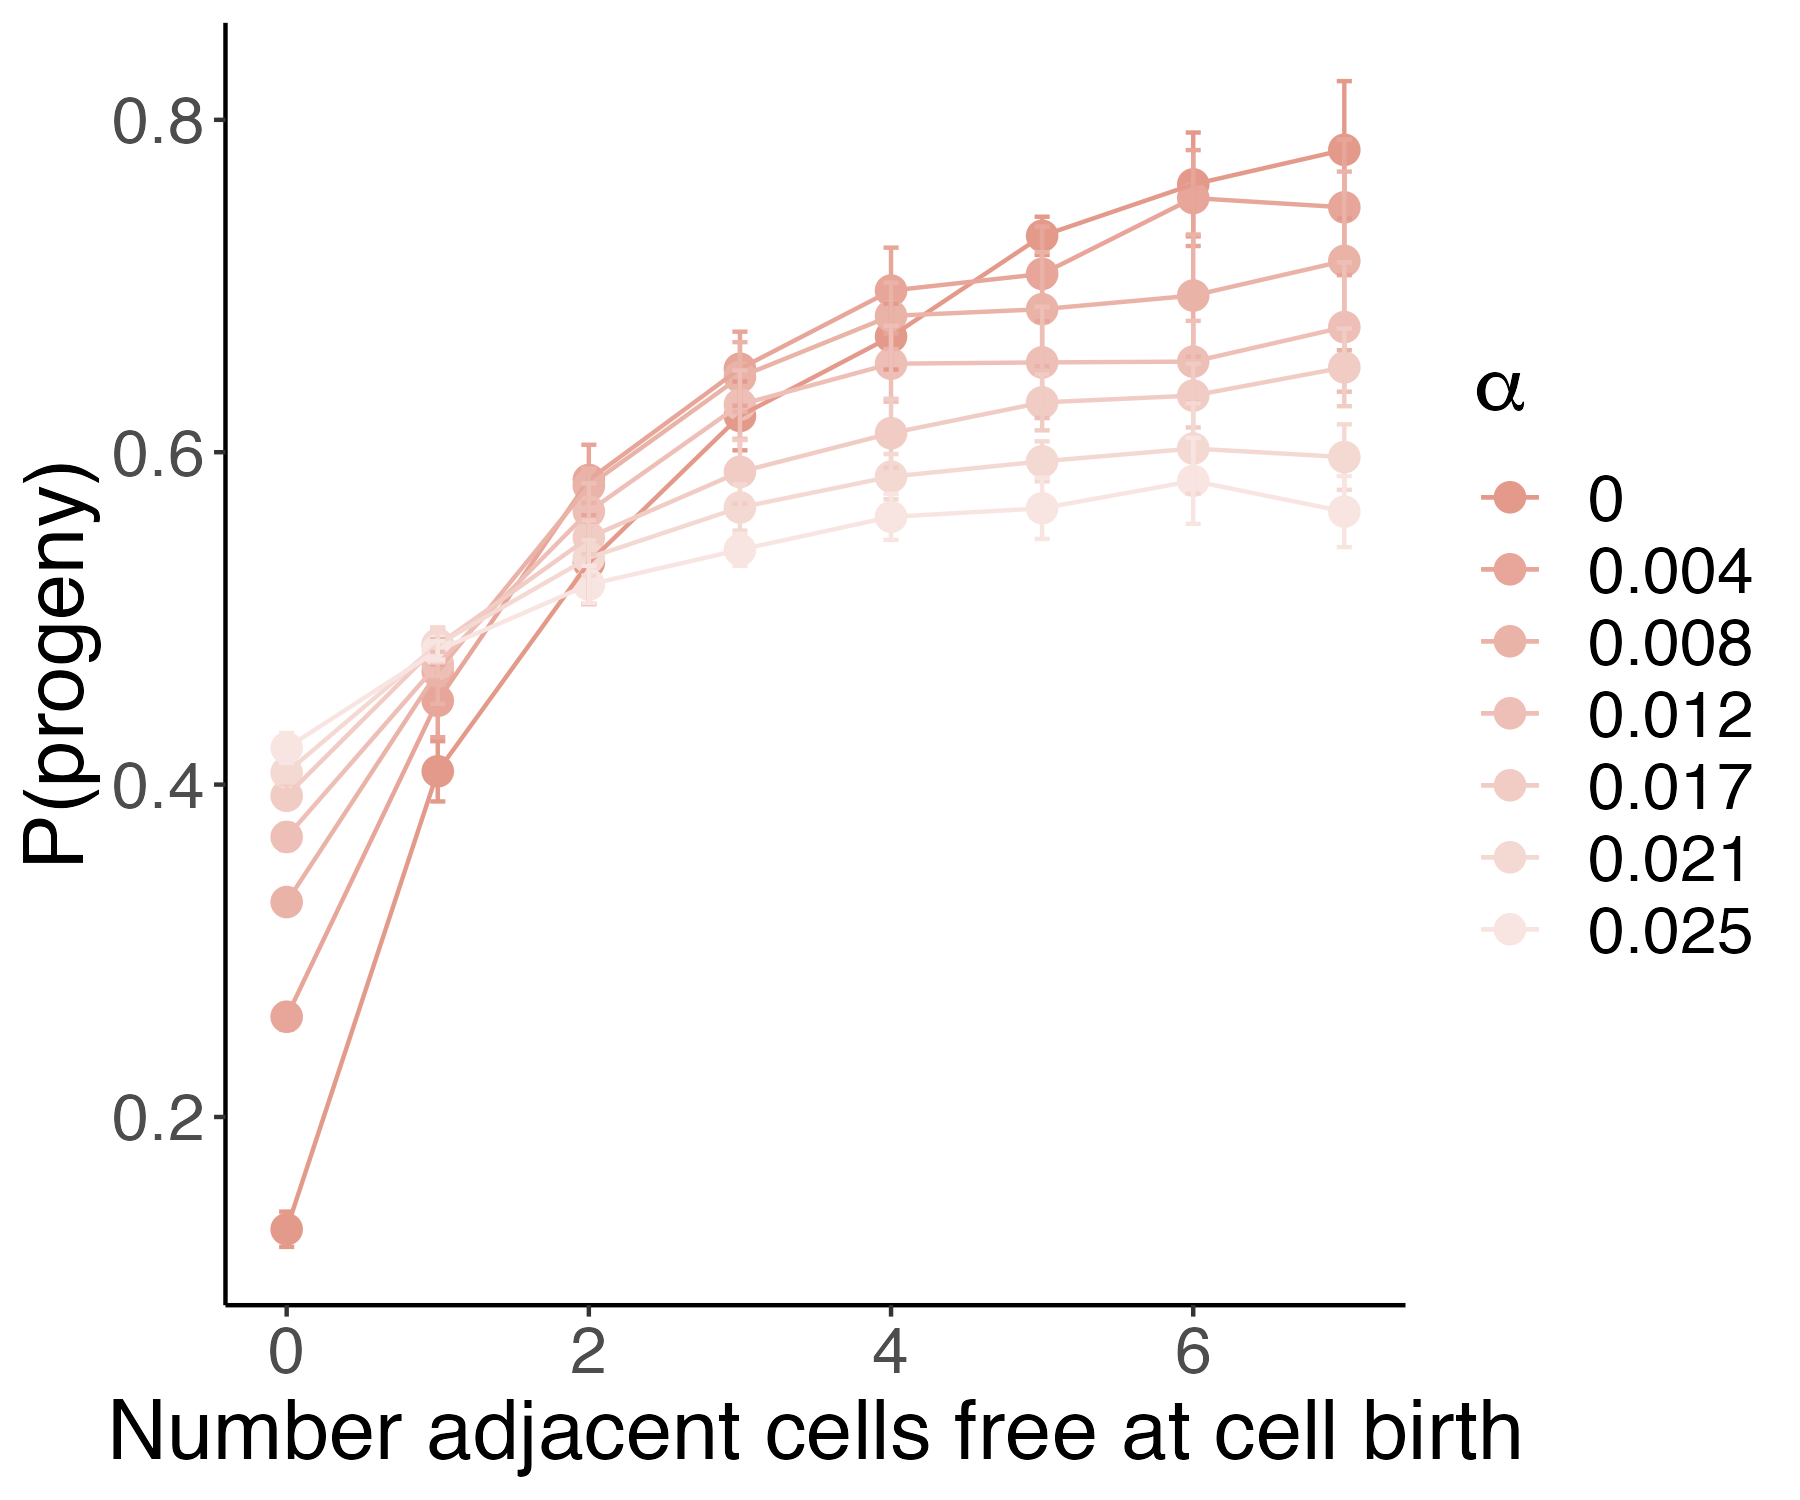 P(progeny)
0.8
0.6
0.4
0.2
0 2 4 6
Number adjacent cells free at cell birth
α
0
0.004
0.008
0.012
0.017
0.021
0.025